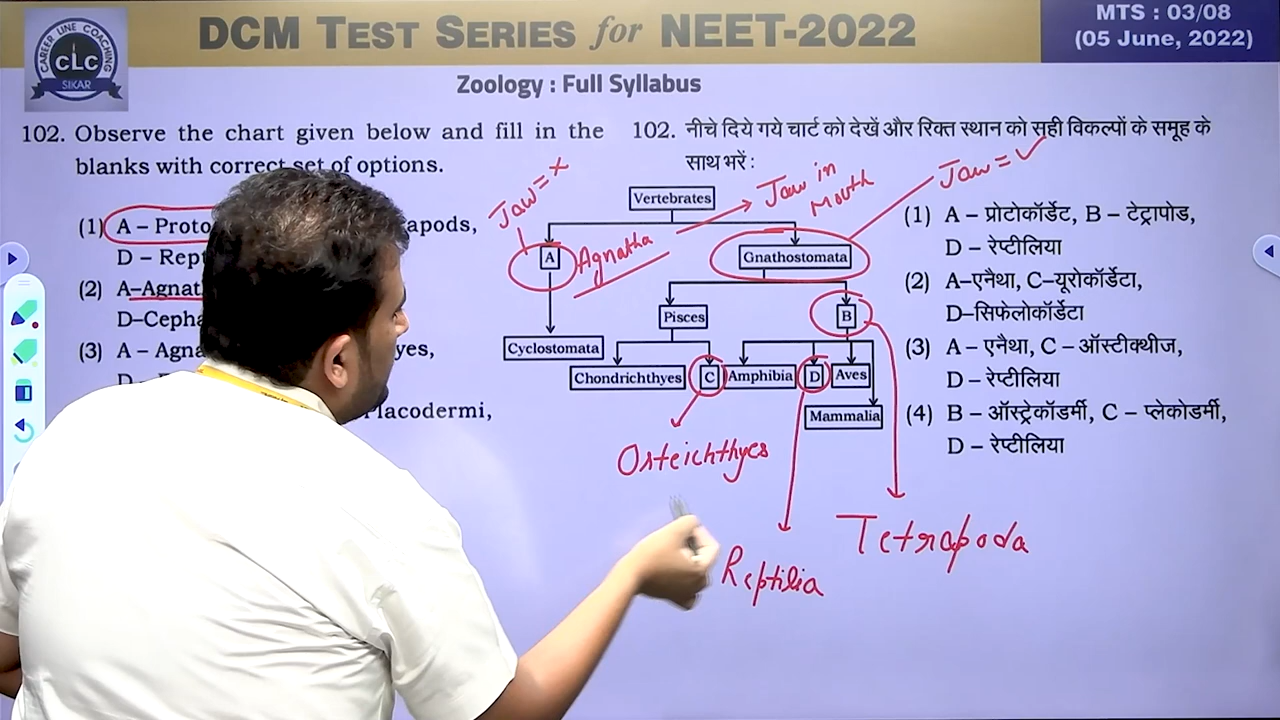 DCM TEST SERIES for NEET-2022
MTS : 03/08
(05 June, 2022)
CAREER LINE COACHING
CLC
SIKAR
Zoology : Full Syllabus
102. Observe the chart given below and fill in the
blanks with correct set of options.
(1) A – Proto apods,
D – Rept
(2) A–Agnat
D–Cepha
(3) A – Agna yes,
Placodermi,
102. नीचे दिये गये चार्ट को देखें और रिक्त स्थान को सही विकल्पों के समूह के
साथ भरें :
Jaw = ×
Jaw in
Mouth
Jaw = ✓
Vertebrates
A
Agnatha
Gnathostomata
Pisces
B
Cyclostomata
Chondrichthyes
C
Amphibia
D
Aves
Mammalia
Osteichthyes
Reptilia
Tetrapoda
(1) A – प्रोटोकॉर्डेट, B – टेट्रापोड,
D – रेप्टीलिया
(2) A–एनैथा, C–यूरोकॉर्डेटा,
D–सिफेलोकॉर्डेटा
(3) A – एनैथा, C – ऑस्टीक्थीज,
D – रेप्टीलिया
(4) B – ऑस्ट्रेकॉडर्मी, C – प्लेकोडर्मी,
D – रेप्टीलिया